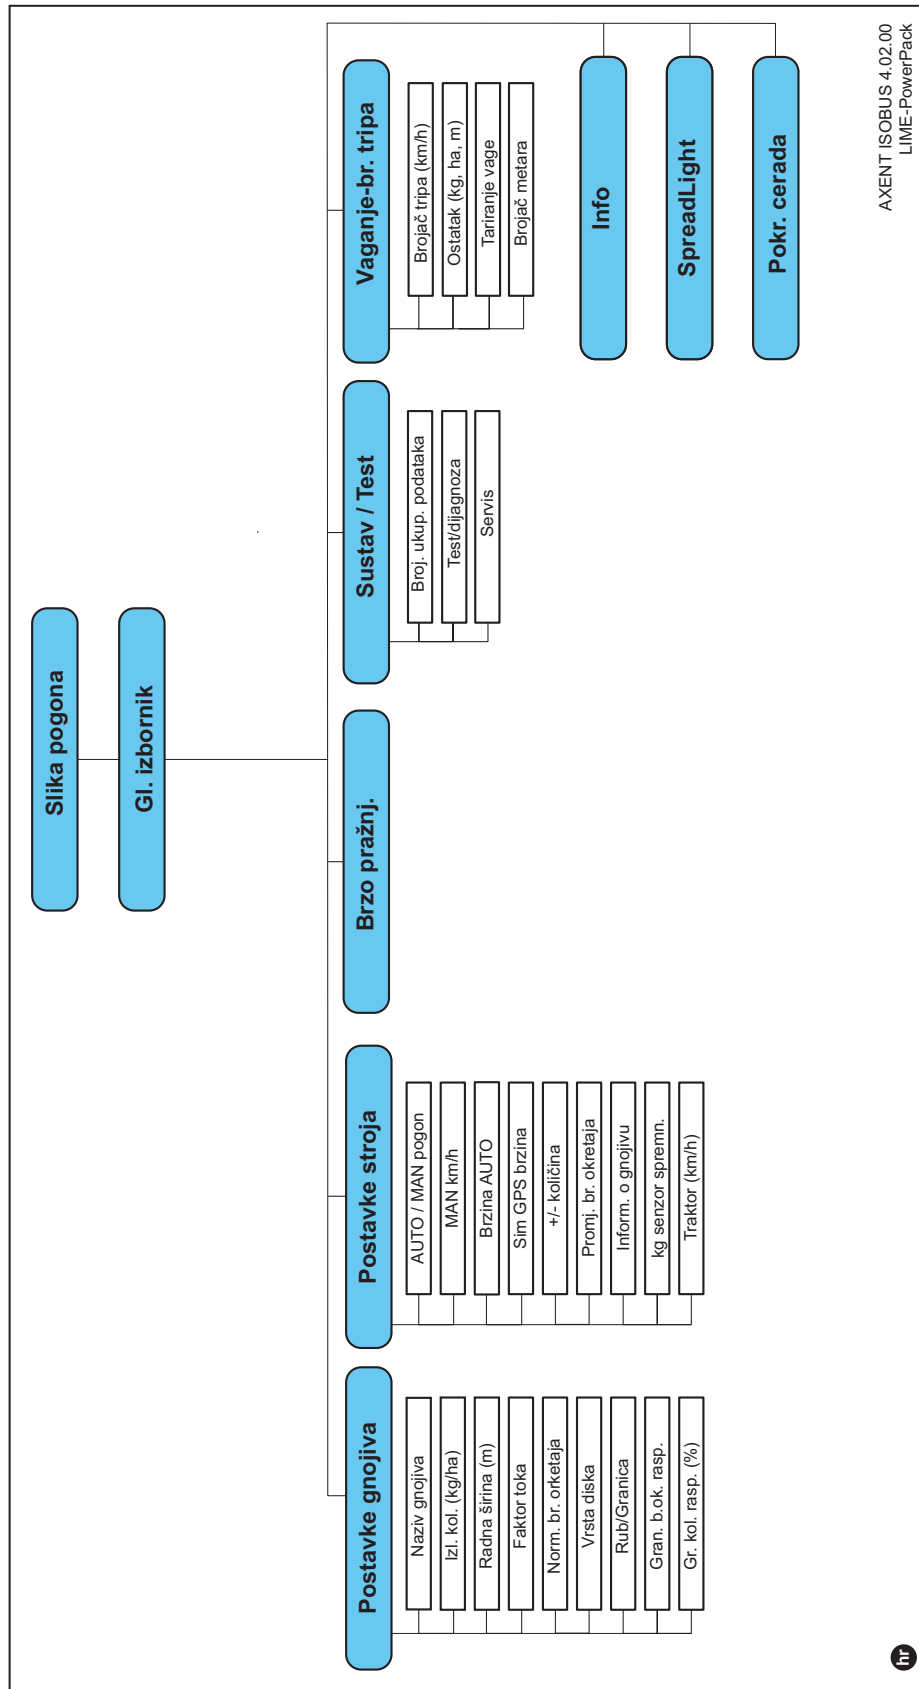 Slika pogona
Gl. izbornik
Postavke gnojiva
Naziv gnojiva
Izl. kol. (kg/ha)
Radna širina (m)
Faktor toka
Norm. br. orketaja
Vrsta diska
Rub/Granica
Gran. b.ok. rasp.
Gr. kol. rasp. (%)
Postavke stroja
AUTO / MAN pogon
MAN km/h
Brzina AUTO
Sim GPS brzina
+/- količina
Promj. br. okretaja
Inform. o gnojivu
kg senzor spremn.
Traktor (km/h)
Brzo pražnj.
Sustav / Test
Broj. ukup. podataka
Test/dijagnoza
Servis
Vaganje-br. tripa
Brojač tripa (km/h)
Ostatak (kg, ha, m)
Tariranje vage
Brojač metara
Info
SpreadLight
Pokr. cerada
hr
AXENT ISOBUS 4.02.00
LIME-PowerPack